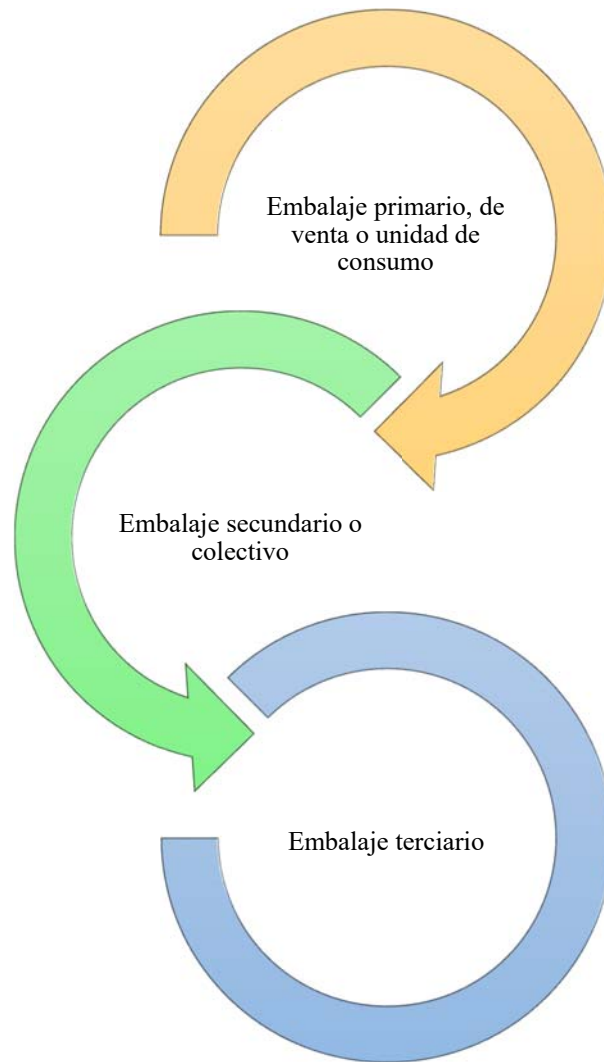 Embalaje primario, de
venta o unidad de
consumo
Embalaje secundario o
colectivo
Embalaje terciario